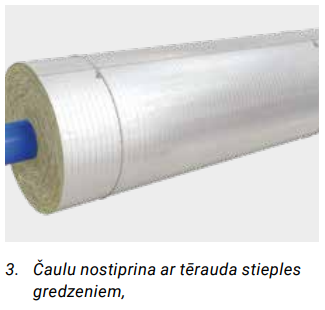 3. Čaulu nostiprina ar tērauda stieples
gredzeniem,